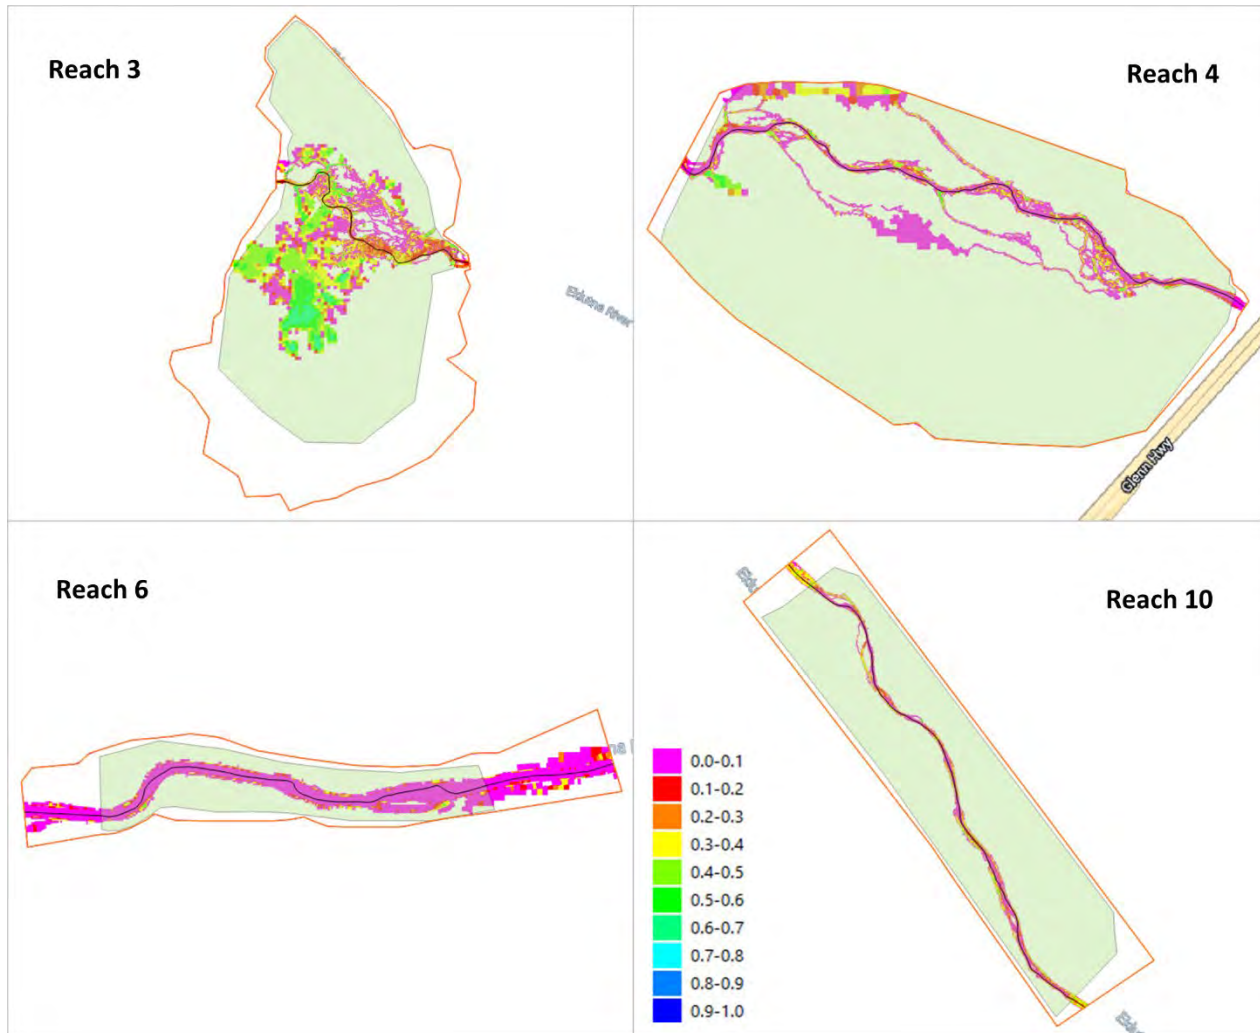 Reach 3
Reach 4
Eklutna River
Glenn Hwy
Reach 6
Reach 10
0.0-0.1
0.1-0.2
0.2-0.3
0.3-0.4
0.4-0.5
0.5-0.6
0.6-0.7
0.7-0.8
0.8-0.9
0.9-1.0